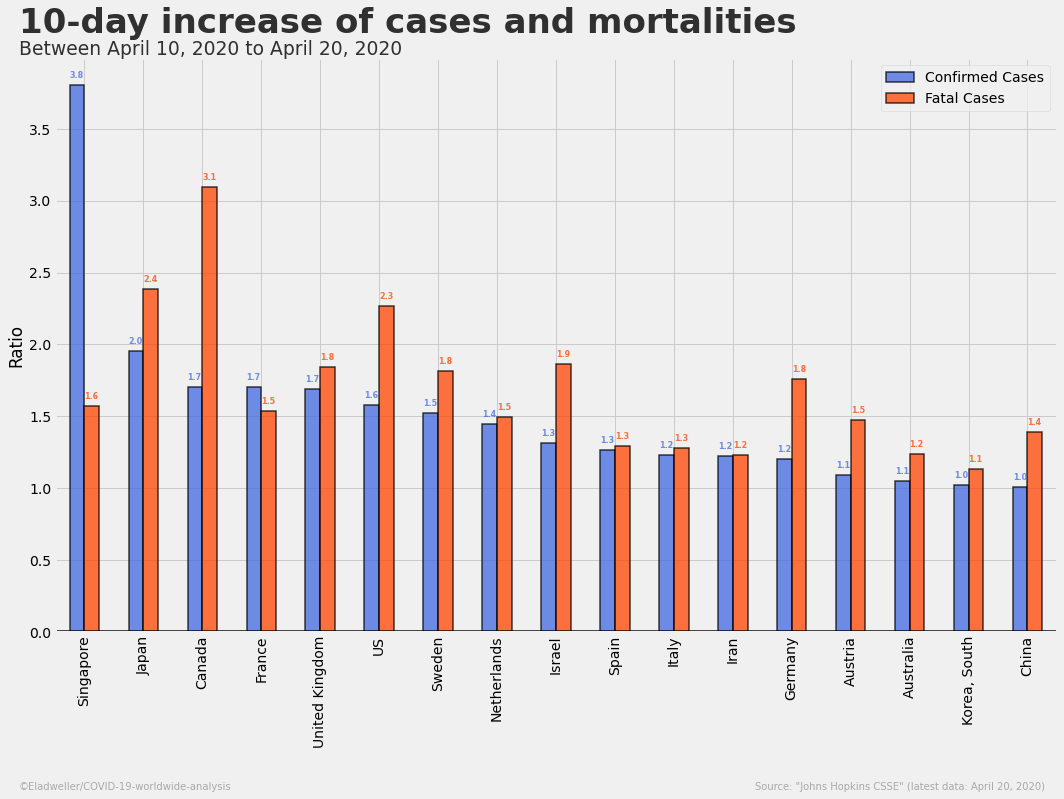 10-day increase of cases and mortalities
Between April 10, 2020 to April 20, 2020
Confirmed Cases
Fatal Cases
Ratio
3.5
3.0
2.5
2.0
1.5
1.0
0.5
0.0
3.8 1.6
2.0 2.4
1.7 3.1
1.7 1.5
1.7 1.8
1.6 2.3
1.5 1.8
1.4 1.5
1.3 1.9
1.3 1.3
1.2 1.3
1.2 1.2
1.2 1.8
1.1 1.5
1.1 1.2
1.0 1.1
1.0 1.4
Singapore
Japan
Canada
France
United Kingdom
US
Sweden
Netherlands
Israel
Spain
Italy
Iran
Germany
Austria
Australia
Korea, South
China
©Eladweller/COVID-19-worldwide-analysis
Source: "Johns Hopkins CSSE" (latest data: April 20, 2020)